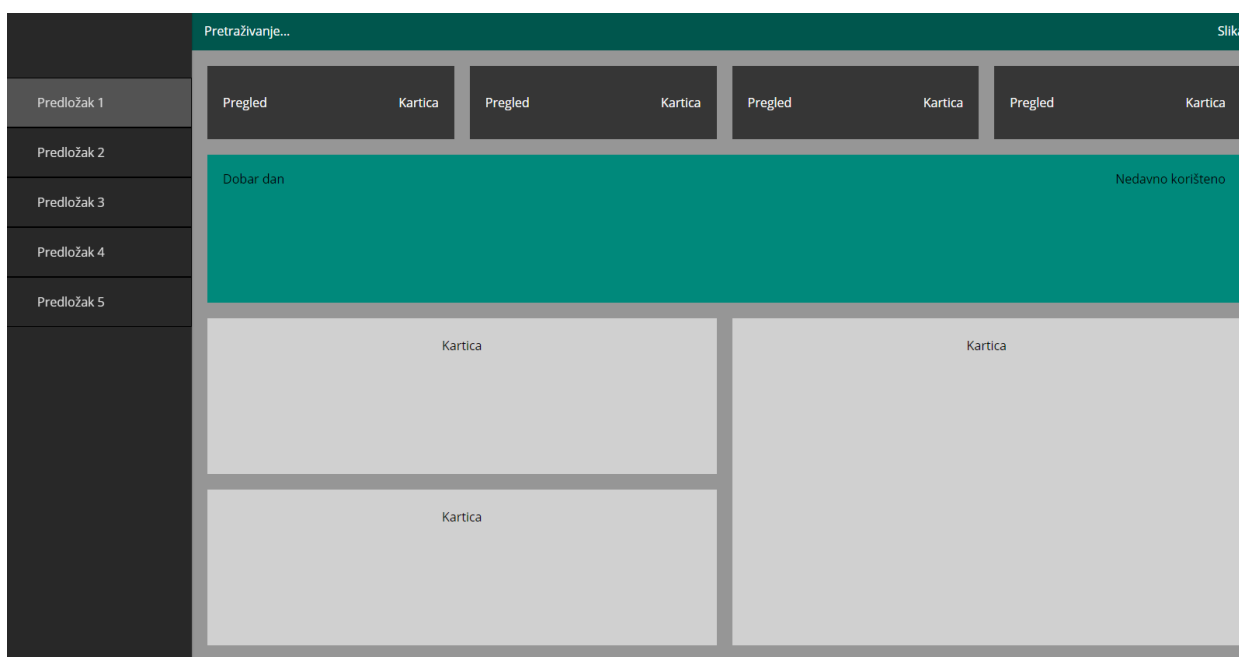 Pretraživanje...
Predložak 1
Predložak 2
Predložak 3
Predložak 4
Predložak 5
Pregled Kartica Pregled Kartica Pregled Kartica Pregled Kartica
Dobar dan Nedavno korišteno
Kartica
Kartica
Kartica